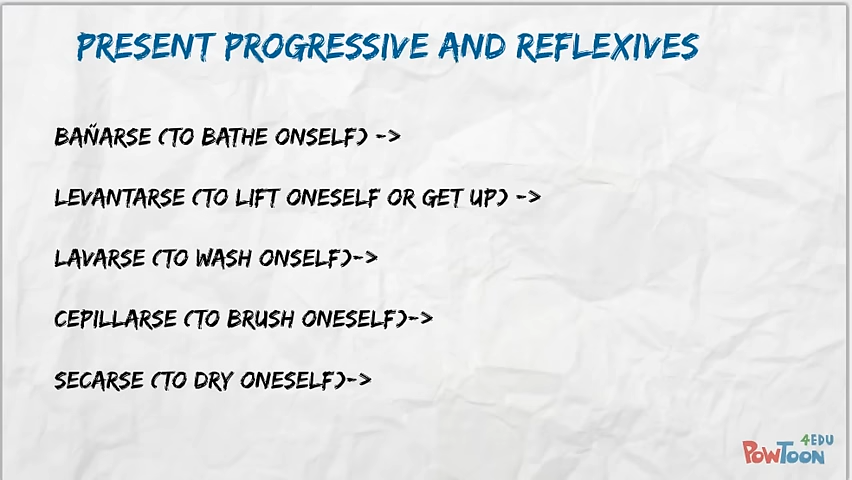 PRESENT PROGRESSIVE AND REFLEXIVES
BAÑARSE (TO BATHE ONSELF) ->
LEVANTARSE (TO LIFT ONESELF OR GET UP) ->
LAVARSE (TO WASH ONSELF)->
CEPILLARSE (TO BRUSH ONESELF)->
SECARSE (TO DRY ONESELF)->
4EDU
POWTOON